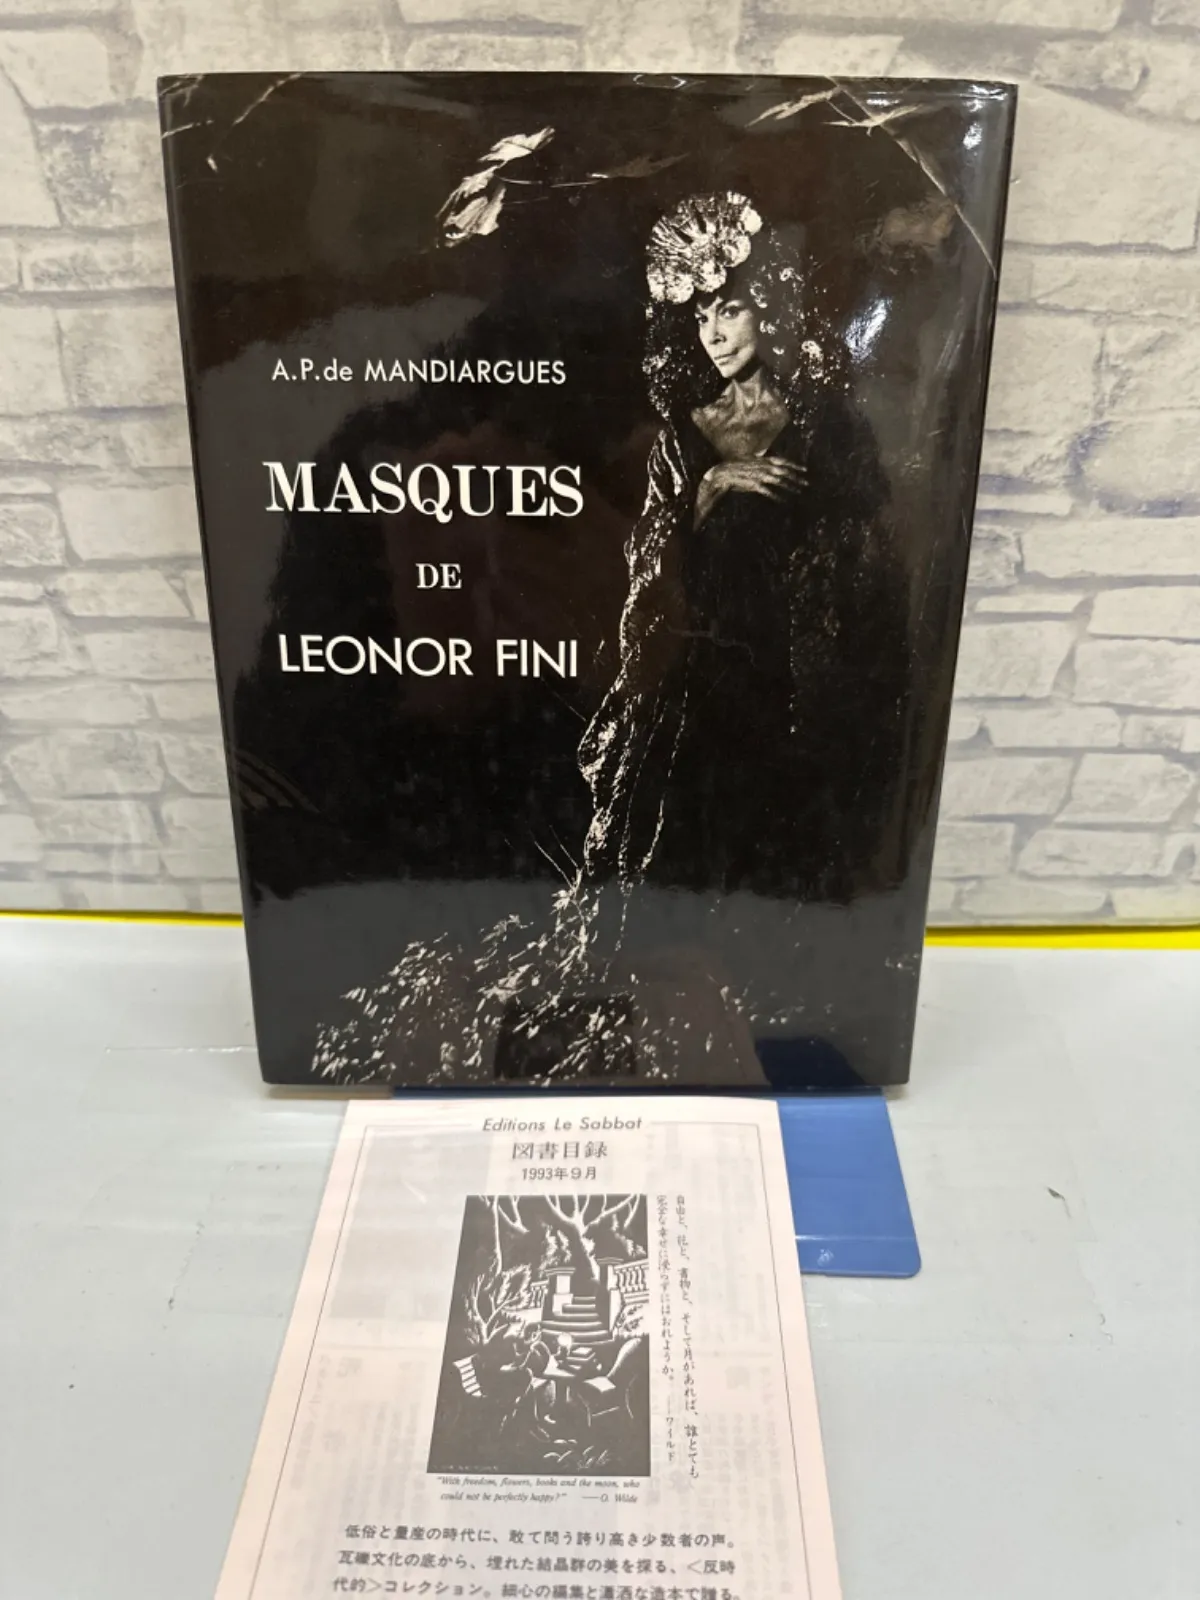 A.P.de MANDIARGUES
MASQUES
DE
LEONOR FINI
Editions Le Sabbat
図書目録
1993年9月
自由と、花と、書物と、そして月があれば、誰とても
完全な幸せに浸らずにはおれようか。——ワイルド
"With freedom, flowers, books and the moon, who
could not be perfectly happy?" ——O. Wilde
低俗と量産の時代に、敢て問う誇り高き少数者の声。
瓦礫文化の底から、埋れた結晶群の美を探る、＜反時
代的＞コレクション。細心の編集と瀟洒な造本で贈る。